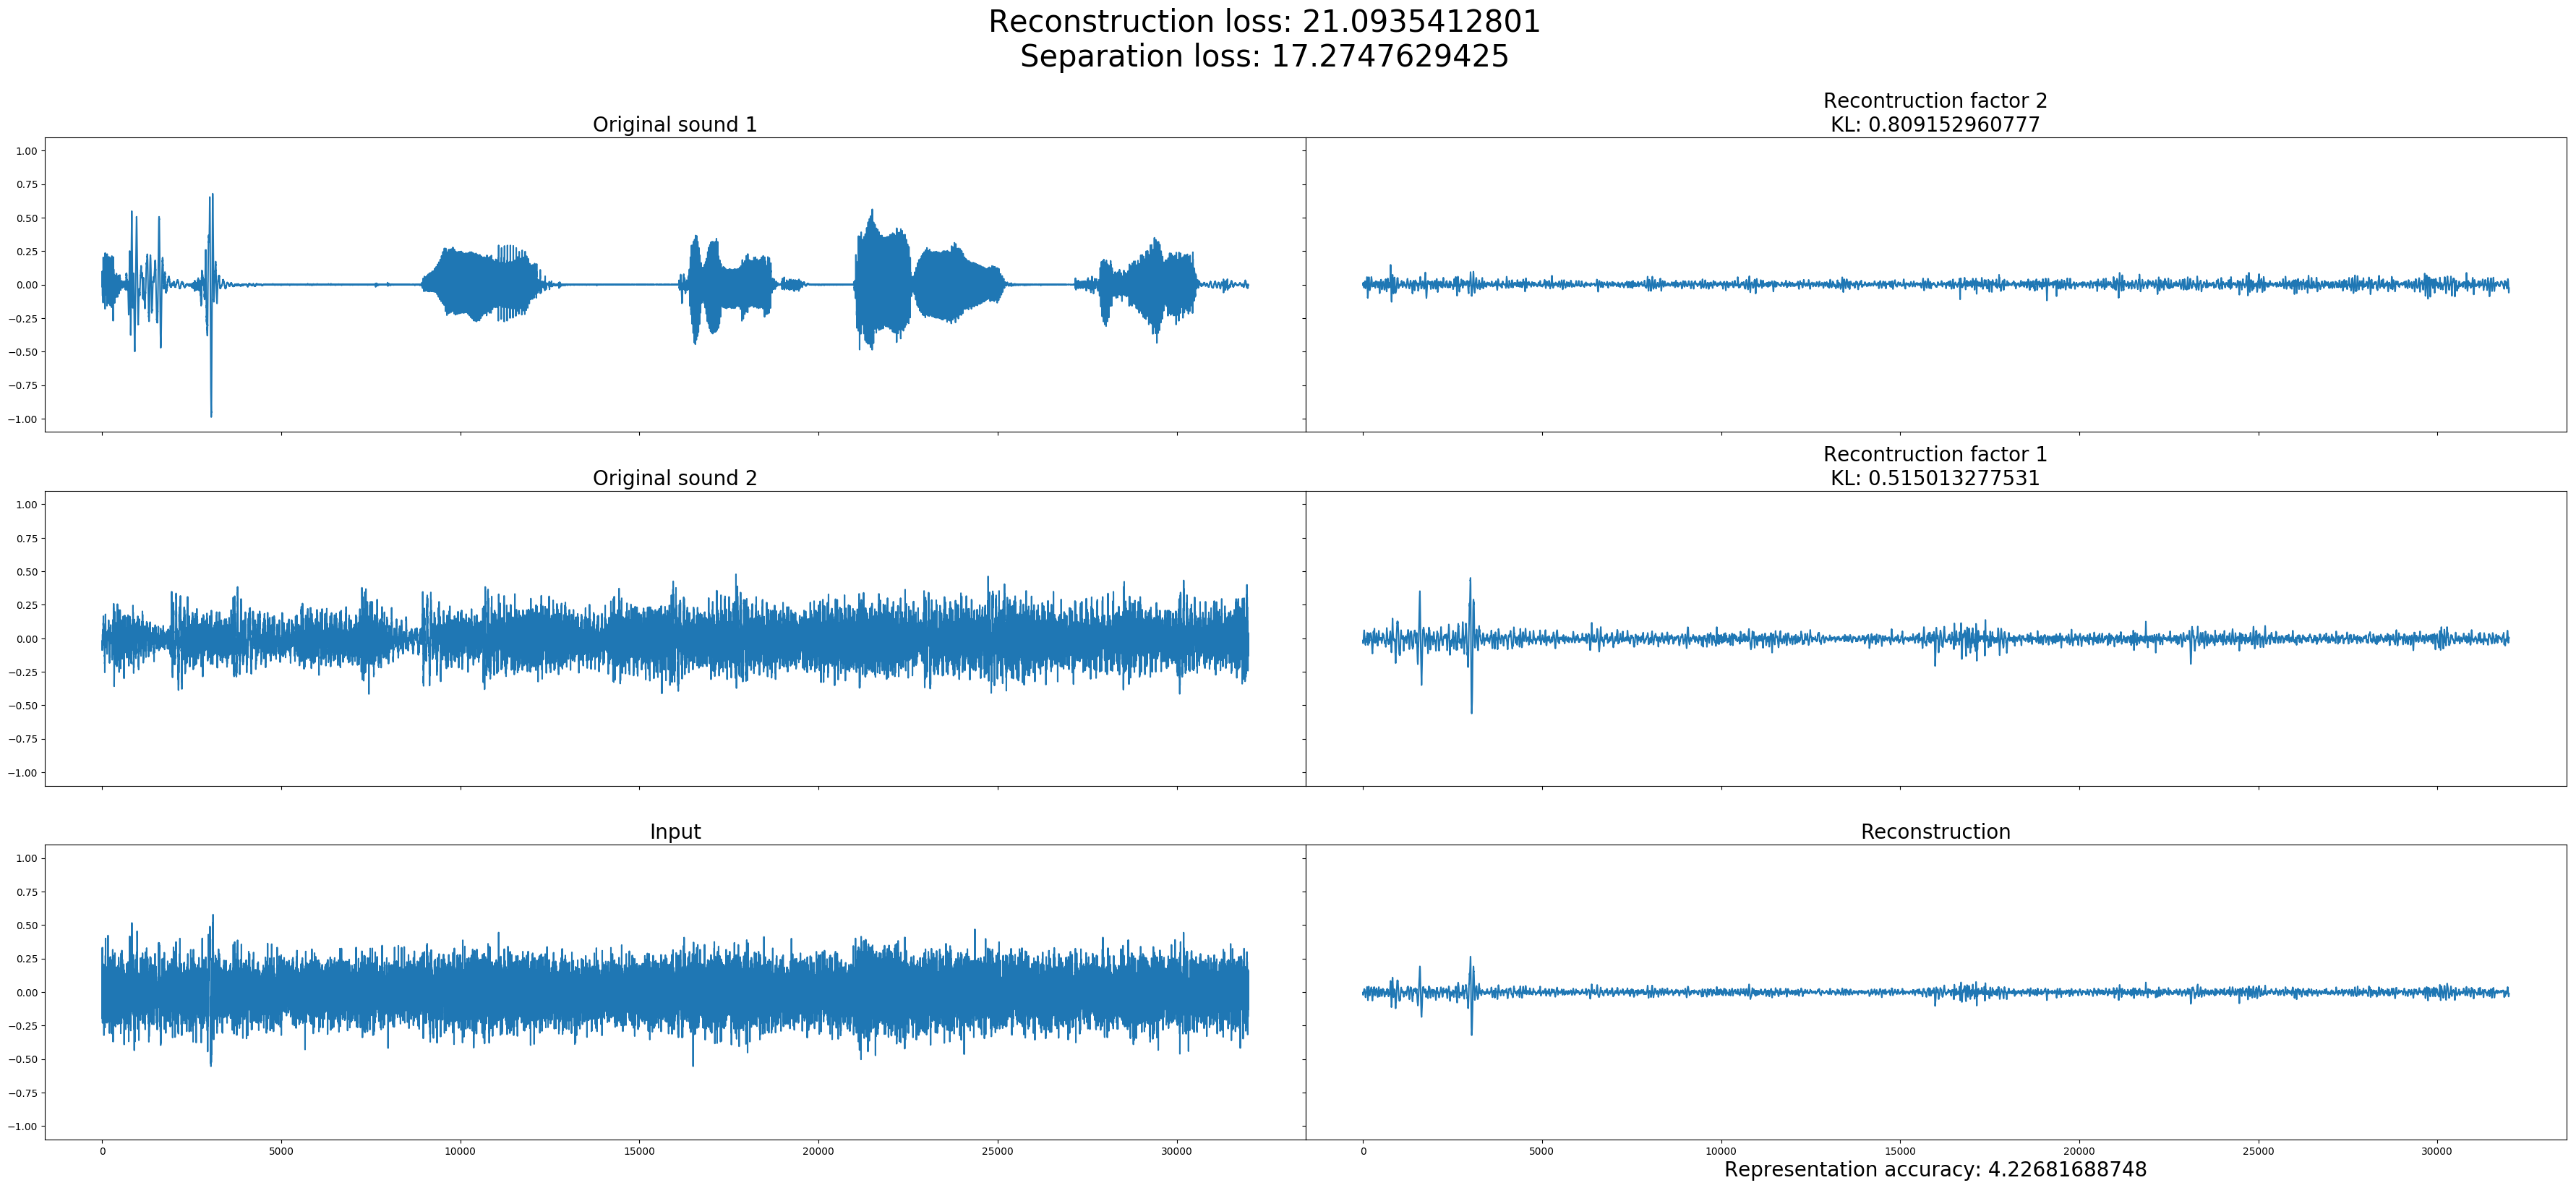 Reconstruction loss: 21.0935412801
Separation loss: 17.2747629425
Original sound 1
Recontruction factor 2
KL: 0.809152960777
1.00
0.75
0.50
0.25
0.00
−0.25
−0.50
−0.75
−1.00
Original sound 2
Recontruction factor 1
KL: 0.515013277531
1.00
0.75
0.50
0.25
0.00
−0.25
−0.50
−0.75
−1.00
Input
Reconstruction
1.00
0.75
0.50
0.25
0.00
−0.25
−0.50
−0.75
−1.00
0 5000 10000 15000 20000 25000 30000
0 5000 10000 15000 20000 25000 30000
Representation accuracy: 4.22681688748